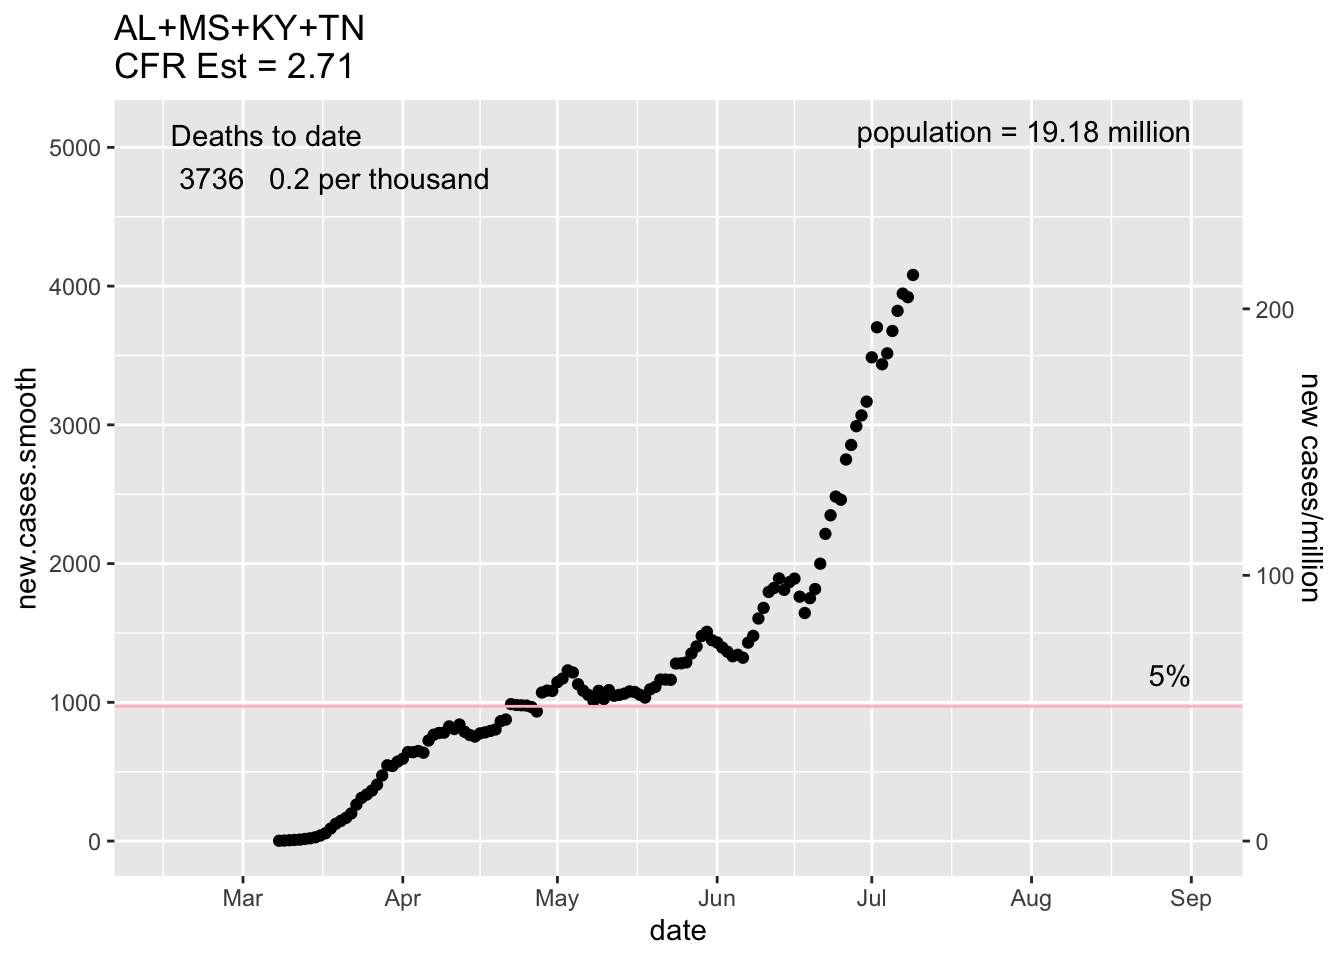 AL+MS+KY+TN
CFR Est = 2.71
Deaths to date
3736 0.2 per thousand
population = 19.18 million
5000
4000
3000
2000
1000
0
200
100
0
5%
new.cases.smooth
new cases/million
Mar Apr May Jun Jul Aug Sep
date